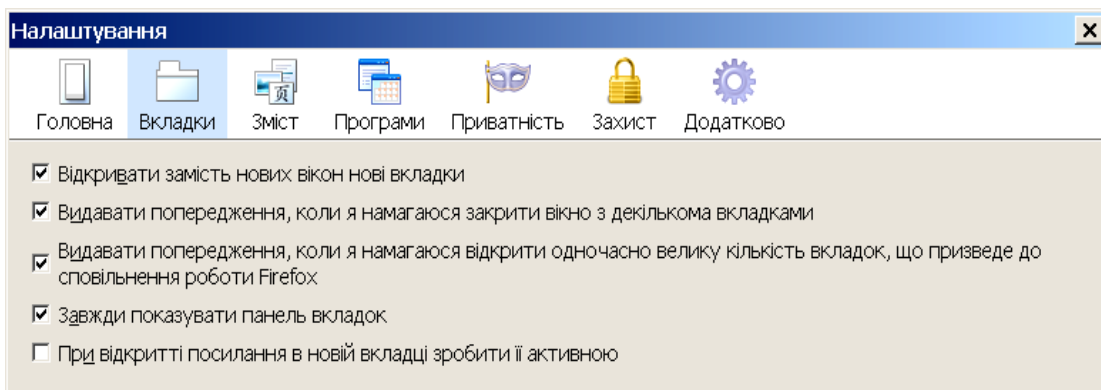 Налаштування
Головна Вкладки Зміст Програми Приватність Захист Додатково
Відкривати замість нових вікон нові вкладки
Видавати попередження, коли я намагаюся закрити вікно з декількома вкладками
Видавати попередження, коли я намагаюся відкрити одночасно велику кількість вкладок, що призведе до
сповільнення роботи Firefox
Завжди показувати панель вкладок
При відкритті посилання в новій вкладці зробити її активною